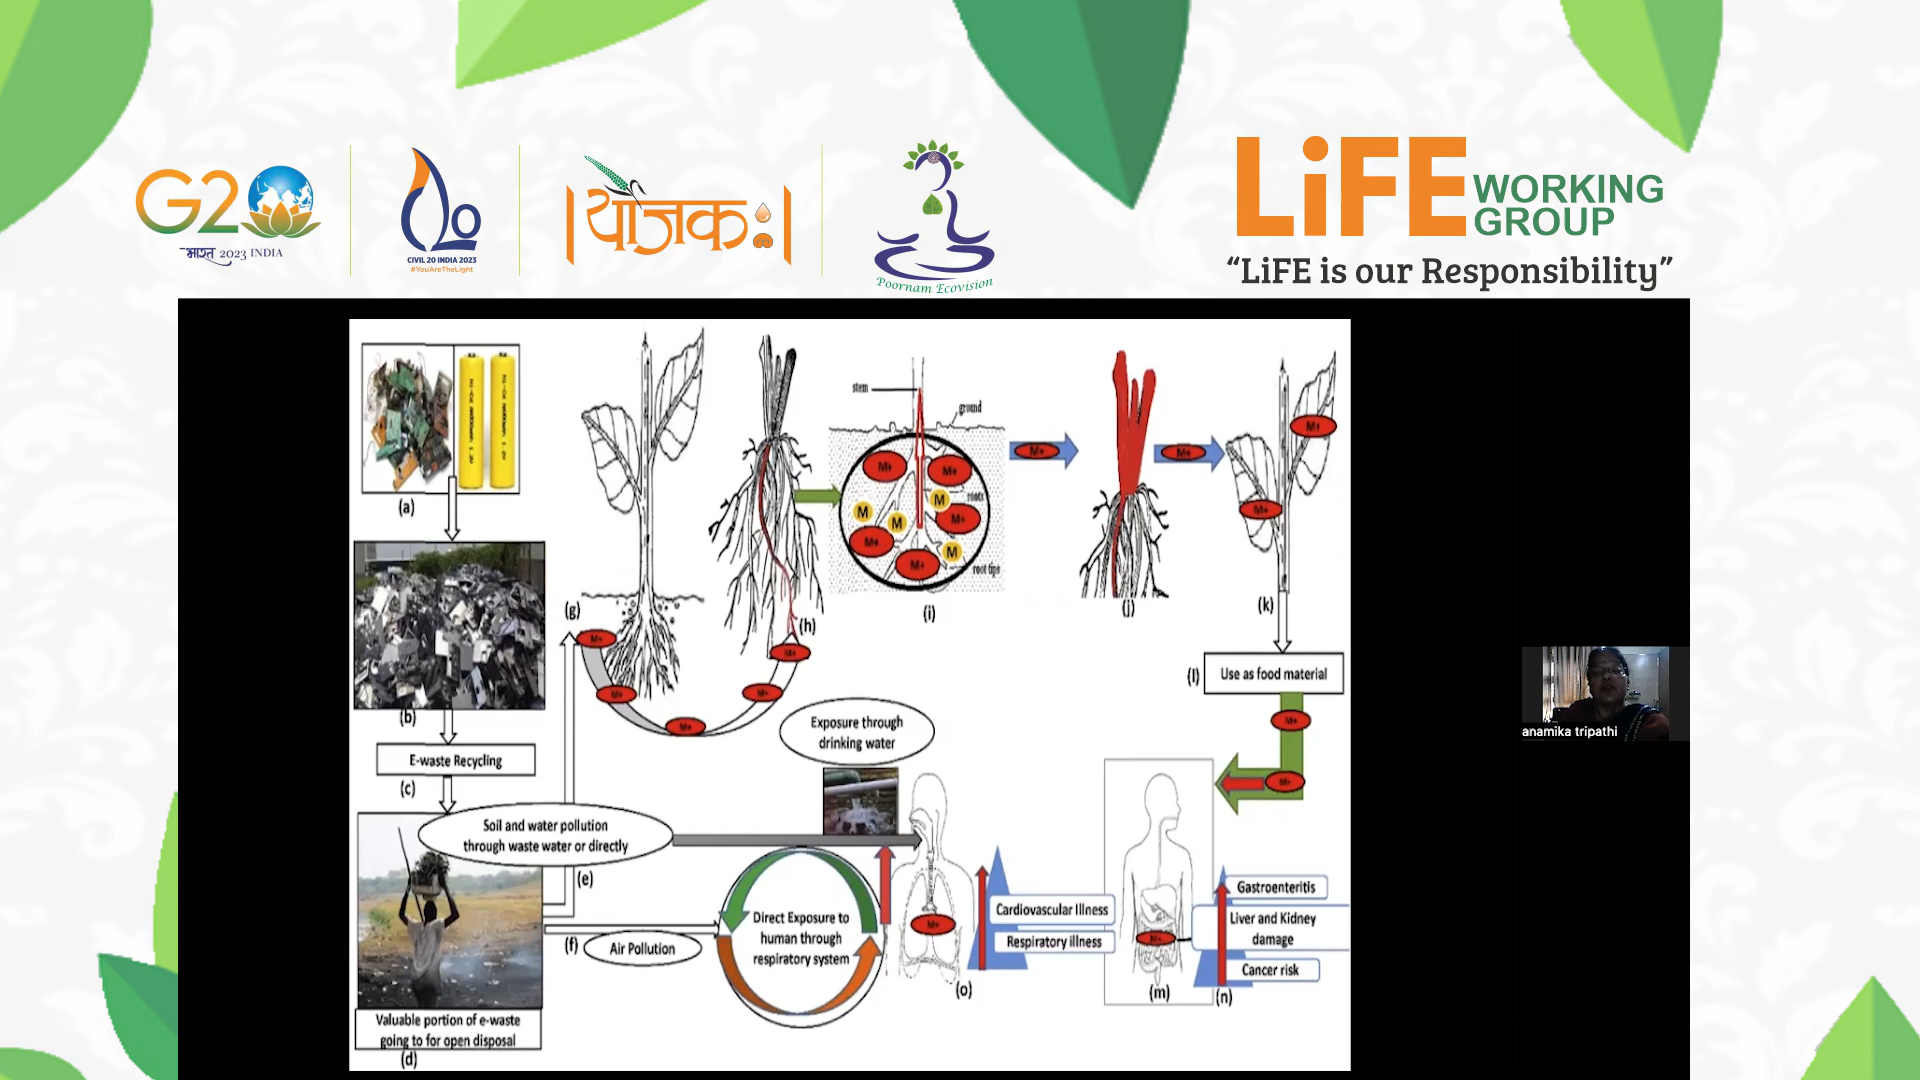 G20
भारत 2023 INDIA
CIVIL 20 INDIA 2023
#YouAreTheLight
योजक
Poornam Ecovision
LiFE WORKING GROUP
“LiFE is our Responsibility”
(a)
(b)
E-waste Recycling
(c)
Soil and water pollution
through waste water or directly
(e)
(f)
Air Pollution
Valuable portion of e-waste
going to for open disposal
(d)
(g)
M+
M+
M+
M+
M+
(h)
stem
ground
M+
M+
M
roots
M
M
M+
M+
M
M+
root tips
(i)
M+
(j)
M+
M+
M+
(k)
(l)
Use as food material
M+
M+
Exposure through
drinking water
Direct Exposure to
human through
respiratory system
M+
(o)
Cardiovascular Illness
Respiratory illness
M+
(m)
Gastroenteritis
Liver and Kidney
damage
Cancer risk
(n)
anamika tripathi